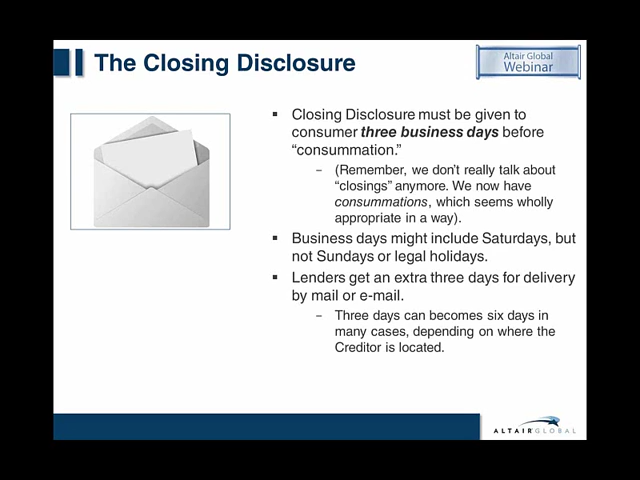 The Closing Disclosure
Altair Global
Webinar
Closing Disclosure must be given to
consumer three business days before
“consummation.”
– (Remember, we don’t really talk about
“closings” anymore. We now have
consummations, which seems wholly
appropriate in a way).
Business days might include Saturdays, but
not Sundays or legal holidays.
Lenders get an extra three days for delivery
by mail or e-mail.
– Three days can becomes six days in
many cases, depending on where the
Creditor is located.
ALTAIR GLOBAL